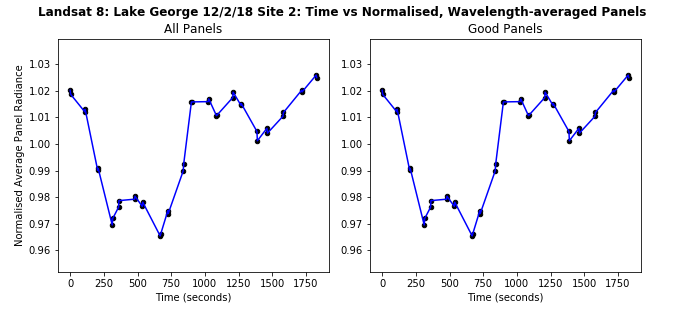 Landsat 8: Lake George 12/2/18 Site 2: Time vs Normalised, Wavelength-averaged Panels
All Panels
Good Panels
Normalised Average Panel Radiance
1.03
1.02
1.01
1.00
0.99
0.98
0.97
0.96
0 250 500 750 1000 1250 1500 1750
Time (seconds)
1.03
1.02
1.01
1.00
0.99
0.98
0.97
0.96
0 250 500 750 1000 1250 1500 1750
Time (seconds)